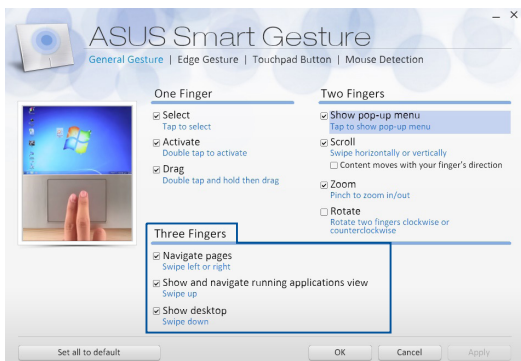 ASUS Smart Gesture
General Gesture | Edge Gesture | Touchpad Button | Mouse Detection
One Finger
Select
Tap to select
Activate
Double tap to activate
Drag
Double tap and hold then drag
Two Fingers
Show pop-up menu
Tap to show pop-up menu
Scroll
Swipe horizontally or vertically
Content moves with your finger's direction
Zoom
Pinch to zoom in/out
Rotate
Rotate two fingers clockwise or
counterclockwise
Three Fingers
Navigate pages
Swipe left or right
Show and navigate running applications view
Swipe up
Show desktop
Swipe down
Set all to default
OK
Cancel
Apply